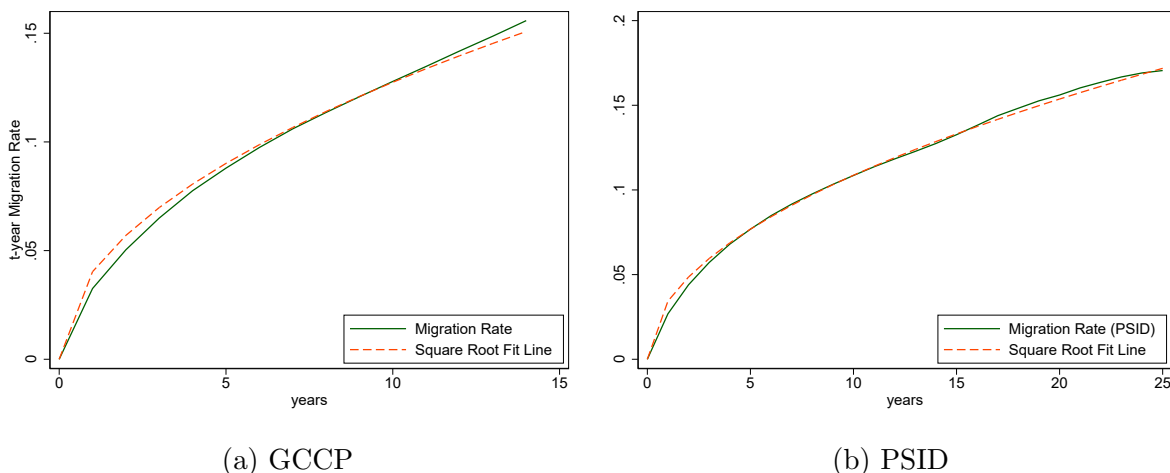 t-year Migration Rate
.15
.1
.05
0
0
5
10
15
years
Migration Rate
Square Root Fit Line
(a) GCCP
.2
.15
.1
.05
0
0
5
10
15
20
25
years
Migration Rate (PSID)
Square Root Fit Line
(b) PSID